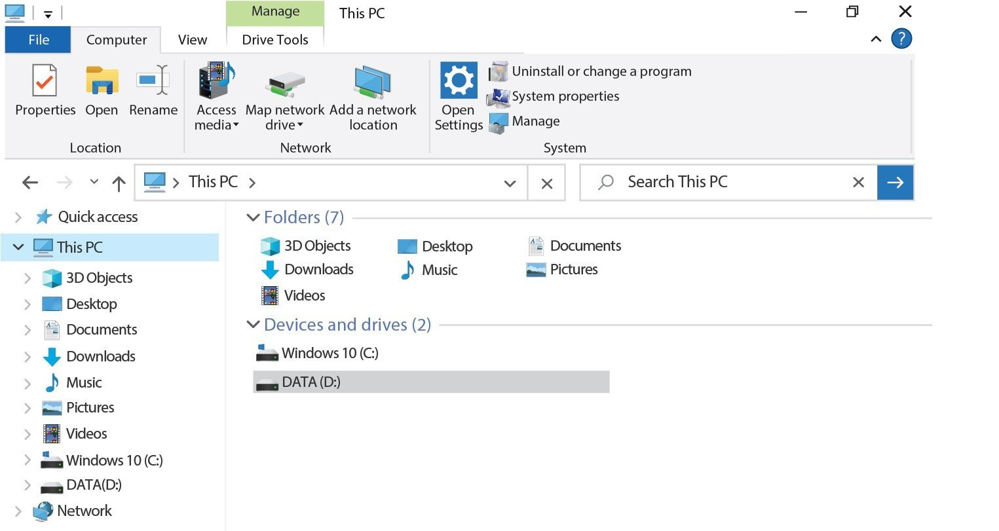 Manage
This PC
File
Computer
View
Drive Tools
?
Properties
Open
Rename
Access
media
Map network
drive
Add a network
location
Open
Settings
Uninstall or change a program
System properties
Manage
Location
Network
System
This PC
Search This PC
Quick access
This PC
3D Objects
Desktop
Documents
Downloads
Music
Pictures
Videos
Windows 10 (C:)
DATA(D:)
Network
Folders (7)
3D Objects
Desktop
Documents
Downloads
Music
Pictures
Videos
Devices and drives (2)
Windows 10 (C:)
DATA (D:)